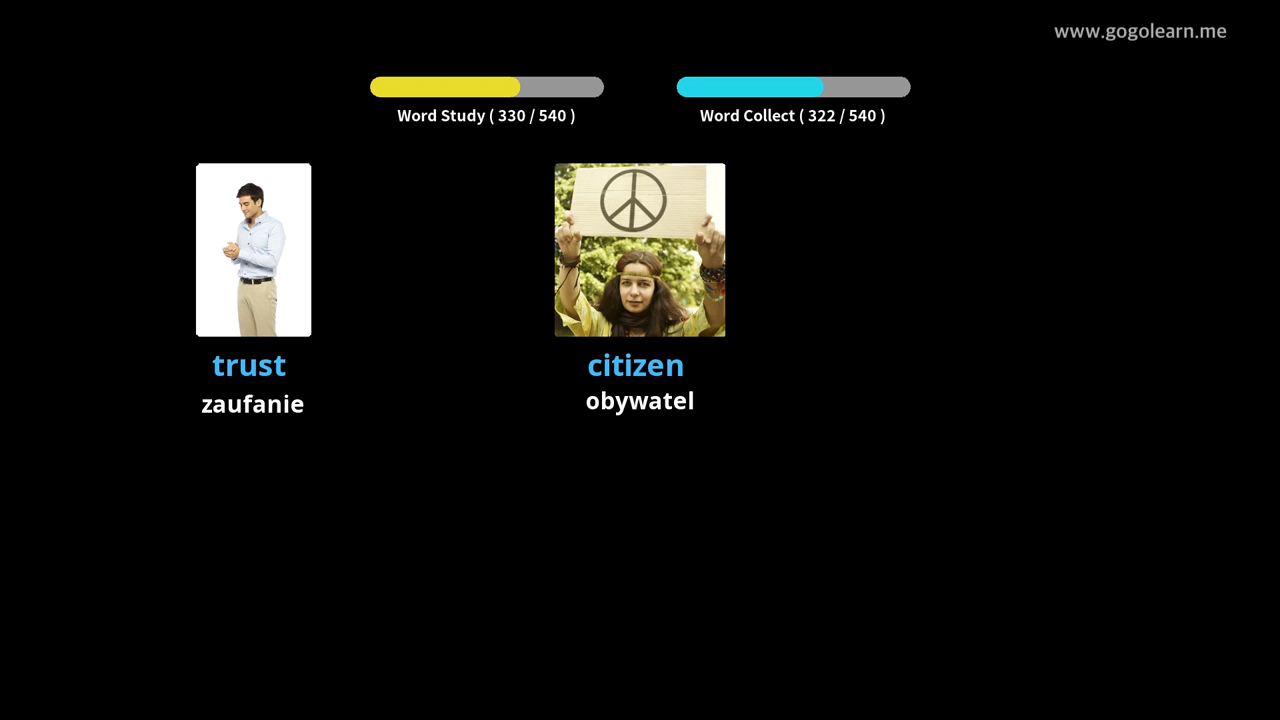 www.gogolearn.me
Word Study ( 330 / 540 )
Word Collect ( 322 / 540 )
trust
zaufanie
citizen
obywatel